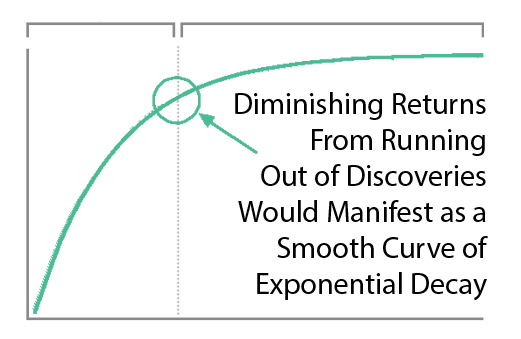 Diminishing Returns
From Running
Out of Discoveries
Would Manifest as a
Smooth Curve of
Exponential Decay